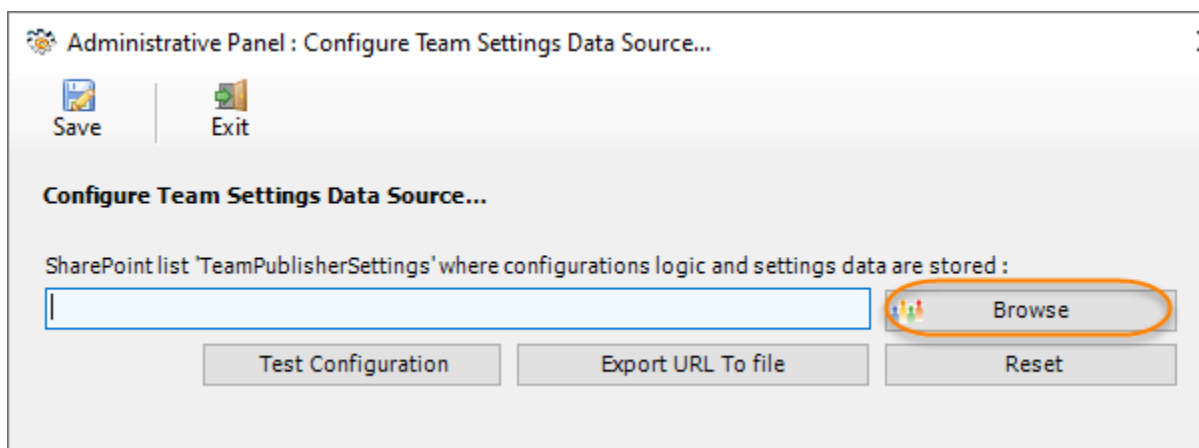 Administrative Panel : Configure Team Settings Data Source...
Save
Exit
Configure Team Settings Data Source...
SharePoint list 'TeamPublisherSettings' where configurations logic and settings data are stored :
Browse
Test Configuration
Export URL To file
Reset